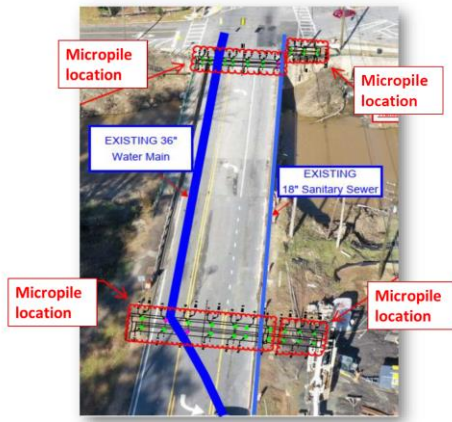 Micropile
location
Micropile
location
EXISTING 36"
Water Main
EXISTING
18" Sanitary Sewer
Micropile
location
Micropile
location